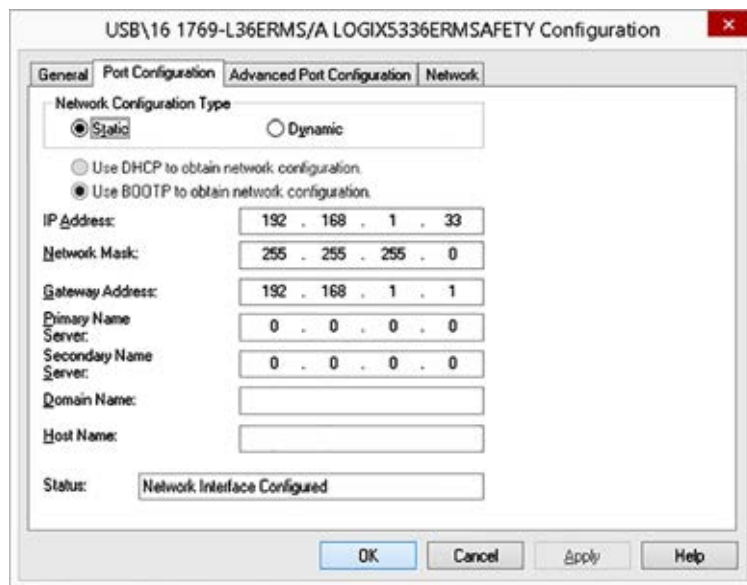 USB\16 1769-L36ERMS/A LOGIX5336ERMSAFETY Configuration
General Port Configuration Advanced Port Configuration Network
Network Configuration Type
Static Dynamic
Use DHCP to obtain network configuration.
Use BOOTP to obtain network configuration.
IP Address: 192 . 168 . 1 . 33
Network Mask: 255 . 255 . 255 . 0
Gateway Address: 192 . 168 . 1 . 1
Primary Name
Server: 0 . 0 . 0 . 0
Secondary Name
Server: 0 . 0 . 0 . 0
Domain Name:
Host Name:
Status: Network Interface Configured
OK Cancel Apply Help